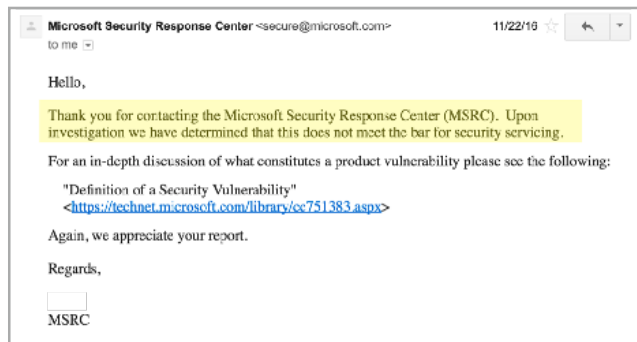 Microsoft Security Response Center <secure@microsoft.com> 11/22/16
to me
Hello,
Thank you for contacting the Microsoft Security Response Center (MSRC). Upon
investigation we have determined that this does not meet the bar for security servicing.
For an in-depth discussion of what constitutes a product vulnerability please see the following:
"Definition of a Security Vulnerability"
<https://technet.microsoft.com/library/cc751383.aspx>
Again, we appreciate your report.
Regards,
MSRC